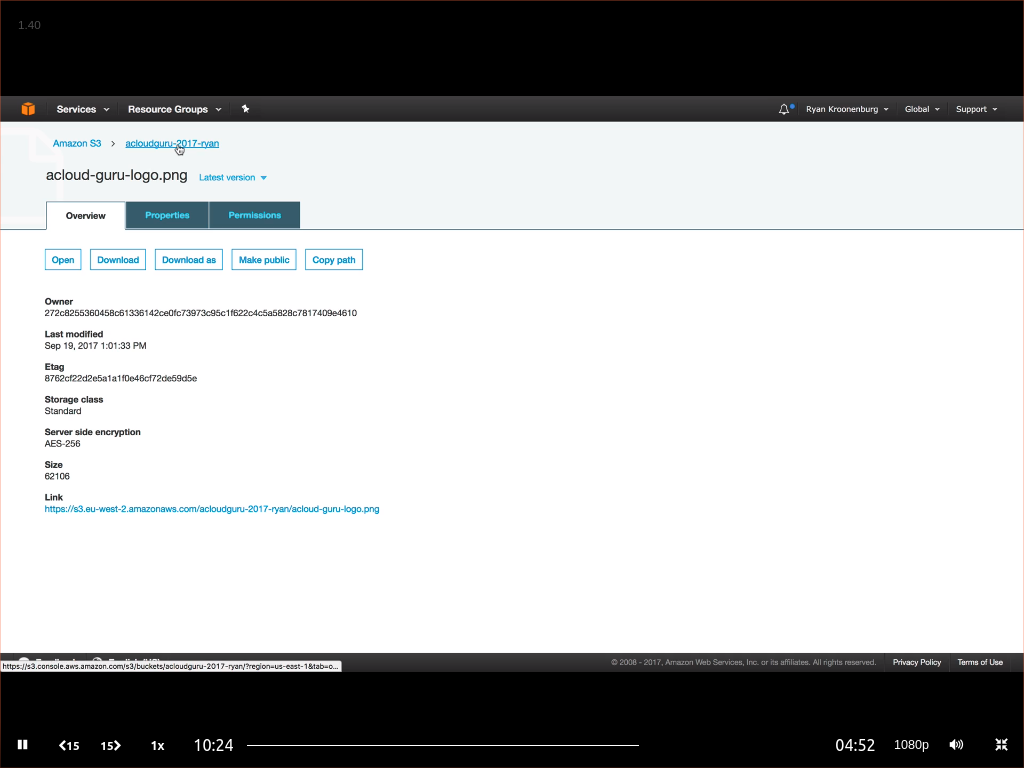 1.40
Services Resource Groups Ryan Kroonenburg Global Support
Amazon S3 > acloudguru-2017-ryan
acloud-guru-logo.png Latest version
Overview Properties Permissions
Open Download Download as Make public Copy path
Owner
272c8255360458c61336142ce0fc73973c95c1f622c4c5a5828c7817409e4610
Last modified
Sep 19, 2017 1:01:33 PM
Etag
8762cf22d2e5a1a1f0e46cf72de59d5e
Storage class
Standard
Server side encryption
AES-256
Size
62106
Link
https://s3.eu-west-2.amazonaws.com/acloudguru-2017-ryan/acloud-guru-logo.png
© 2008 - 2017, Amazon Web Services, Inc. or its affiliates. All rights reserved. Privacy Policy Terms of Use
https://s3.console.aws.amazon.com/s3/buckets/acloudguru-2017-ryan/?region=us-east-1&tab=o...
15 15 1x 10:24 04:52 1080p